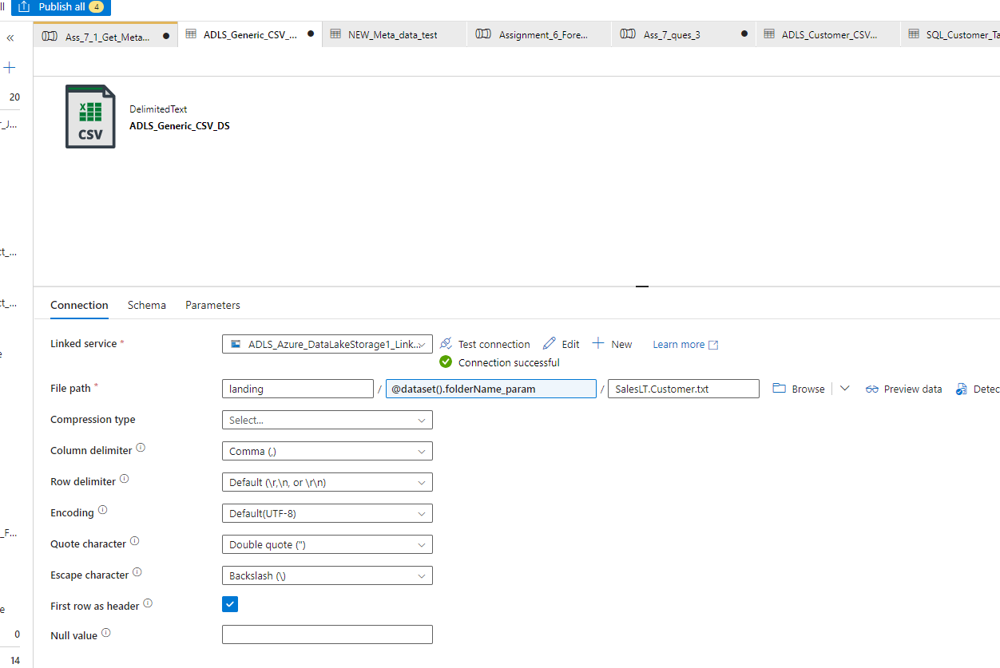 ll Publish all 4
« Ass_7_1_Get_Meta... ADLS_Generic_CSV_... NEW_Meta_data_test Assignment_6_Fore... Ass_7_ques_3 ADLS_Customer_CSV... SQL_Customer_Ta
20
r_J...
CSV
DelimitedText
ADLS_Generic_CSV_DS
ct_...
ct_...
e
_F...
e
0
14
Connection Schema Parameters
Linked service * ADLS_Azure_DataLakeStorage1_Link... Test connection Edit New Learn more
Connection successful
File path * landing / @dataset().folderName_param / SalesLT.Customer.txt Browse Preview data Detec
Compression type Select...
Column delimiter Comma (,)
Row delimiter Default (\r,\n, or \r\n)
Encoding Default(UTF-8)
Quote character Double quote (")
Escape character Backslash (\)
First row as header
Null value